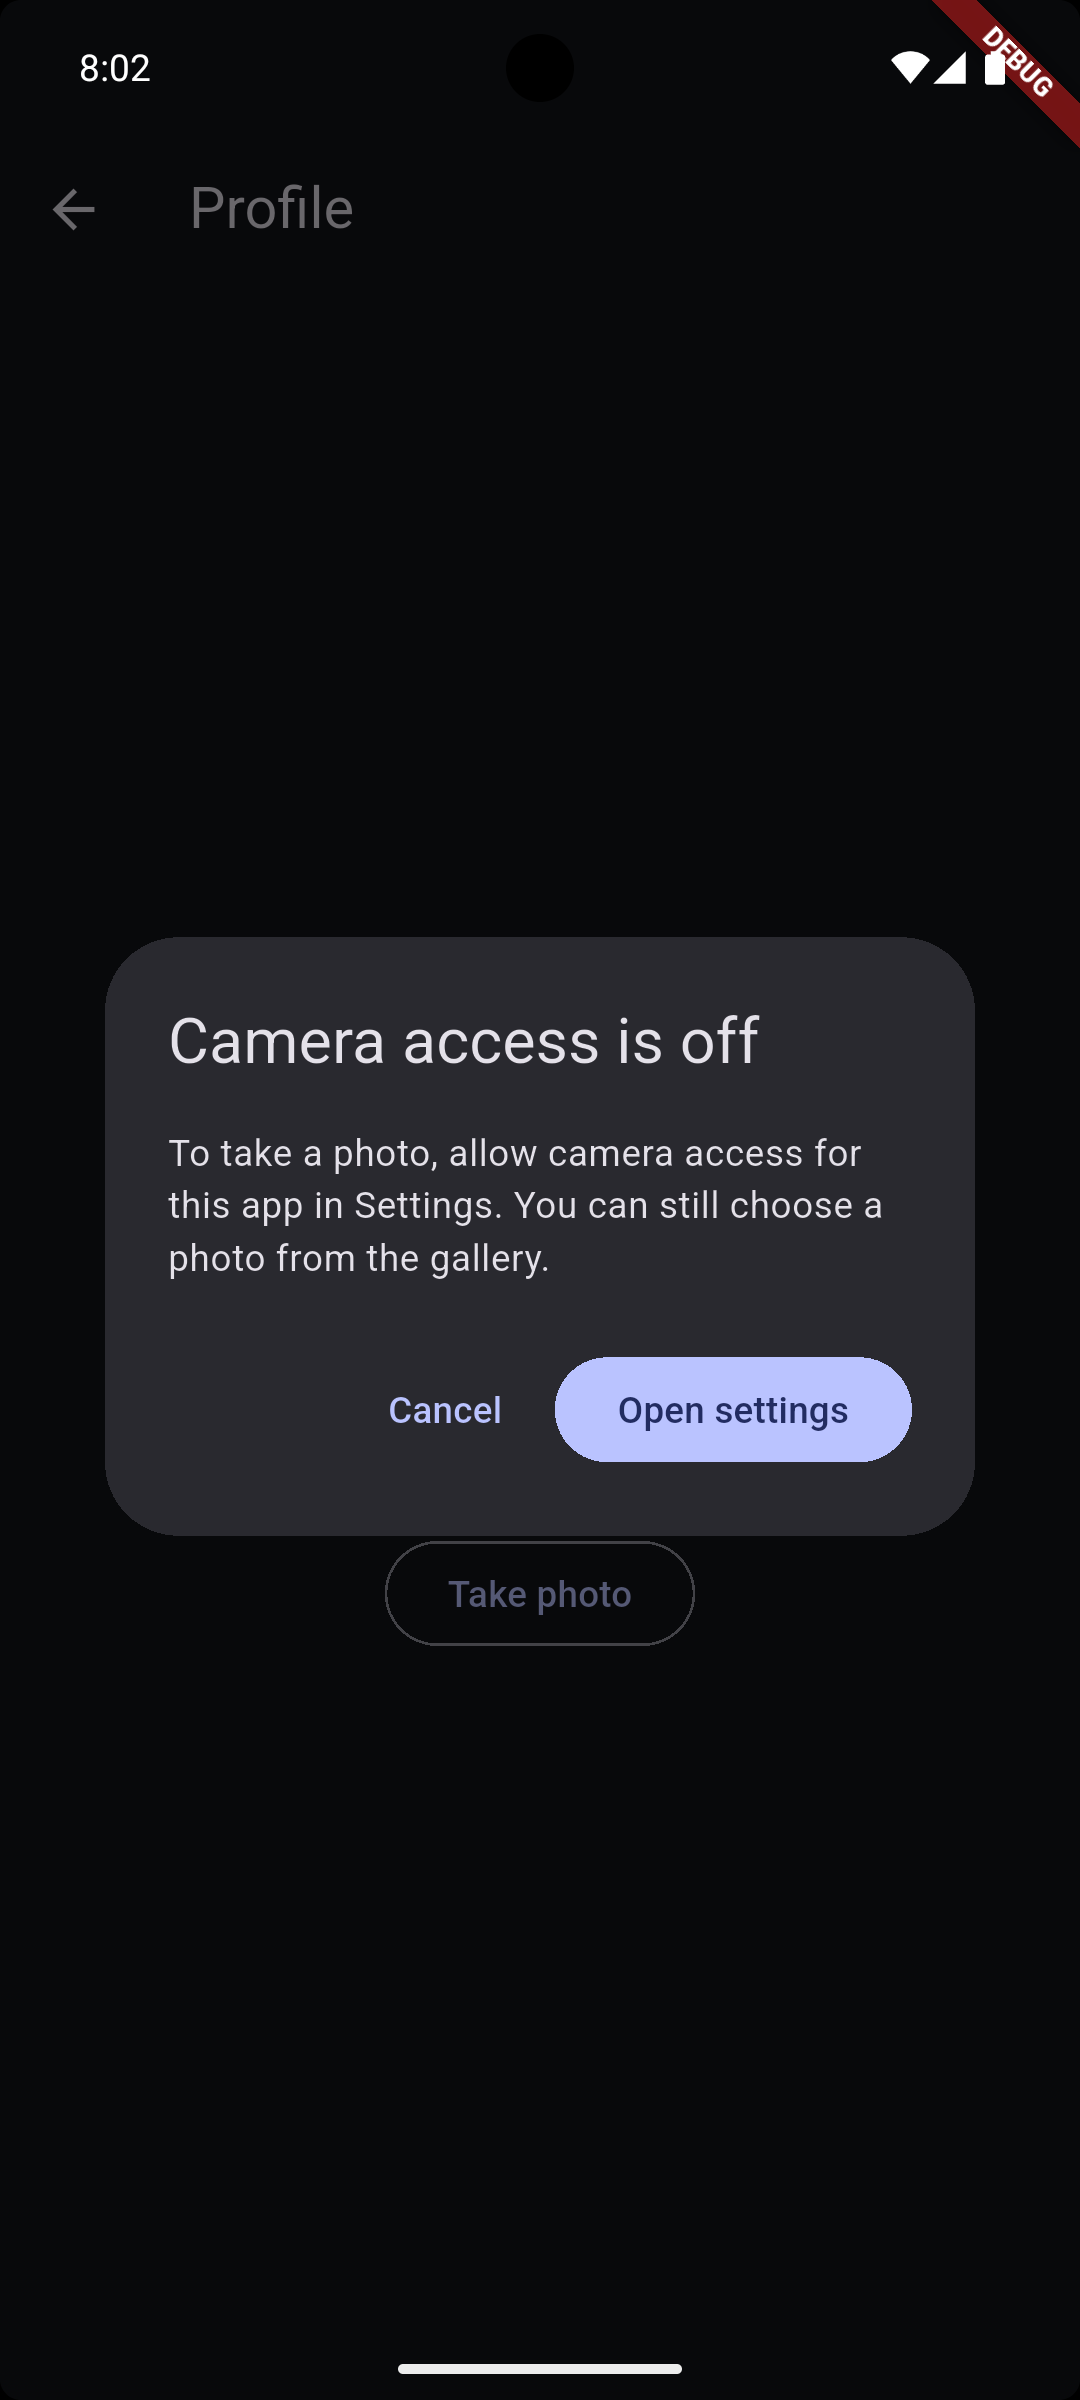 8:02
DEBUG
Profile
Camera access is off
To take a photo, allow camera access for
this app in Settings. You can still choose a
photo from the gallery.
Cancel
Open settings
Take photo